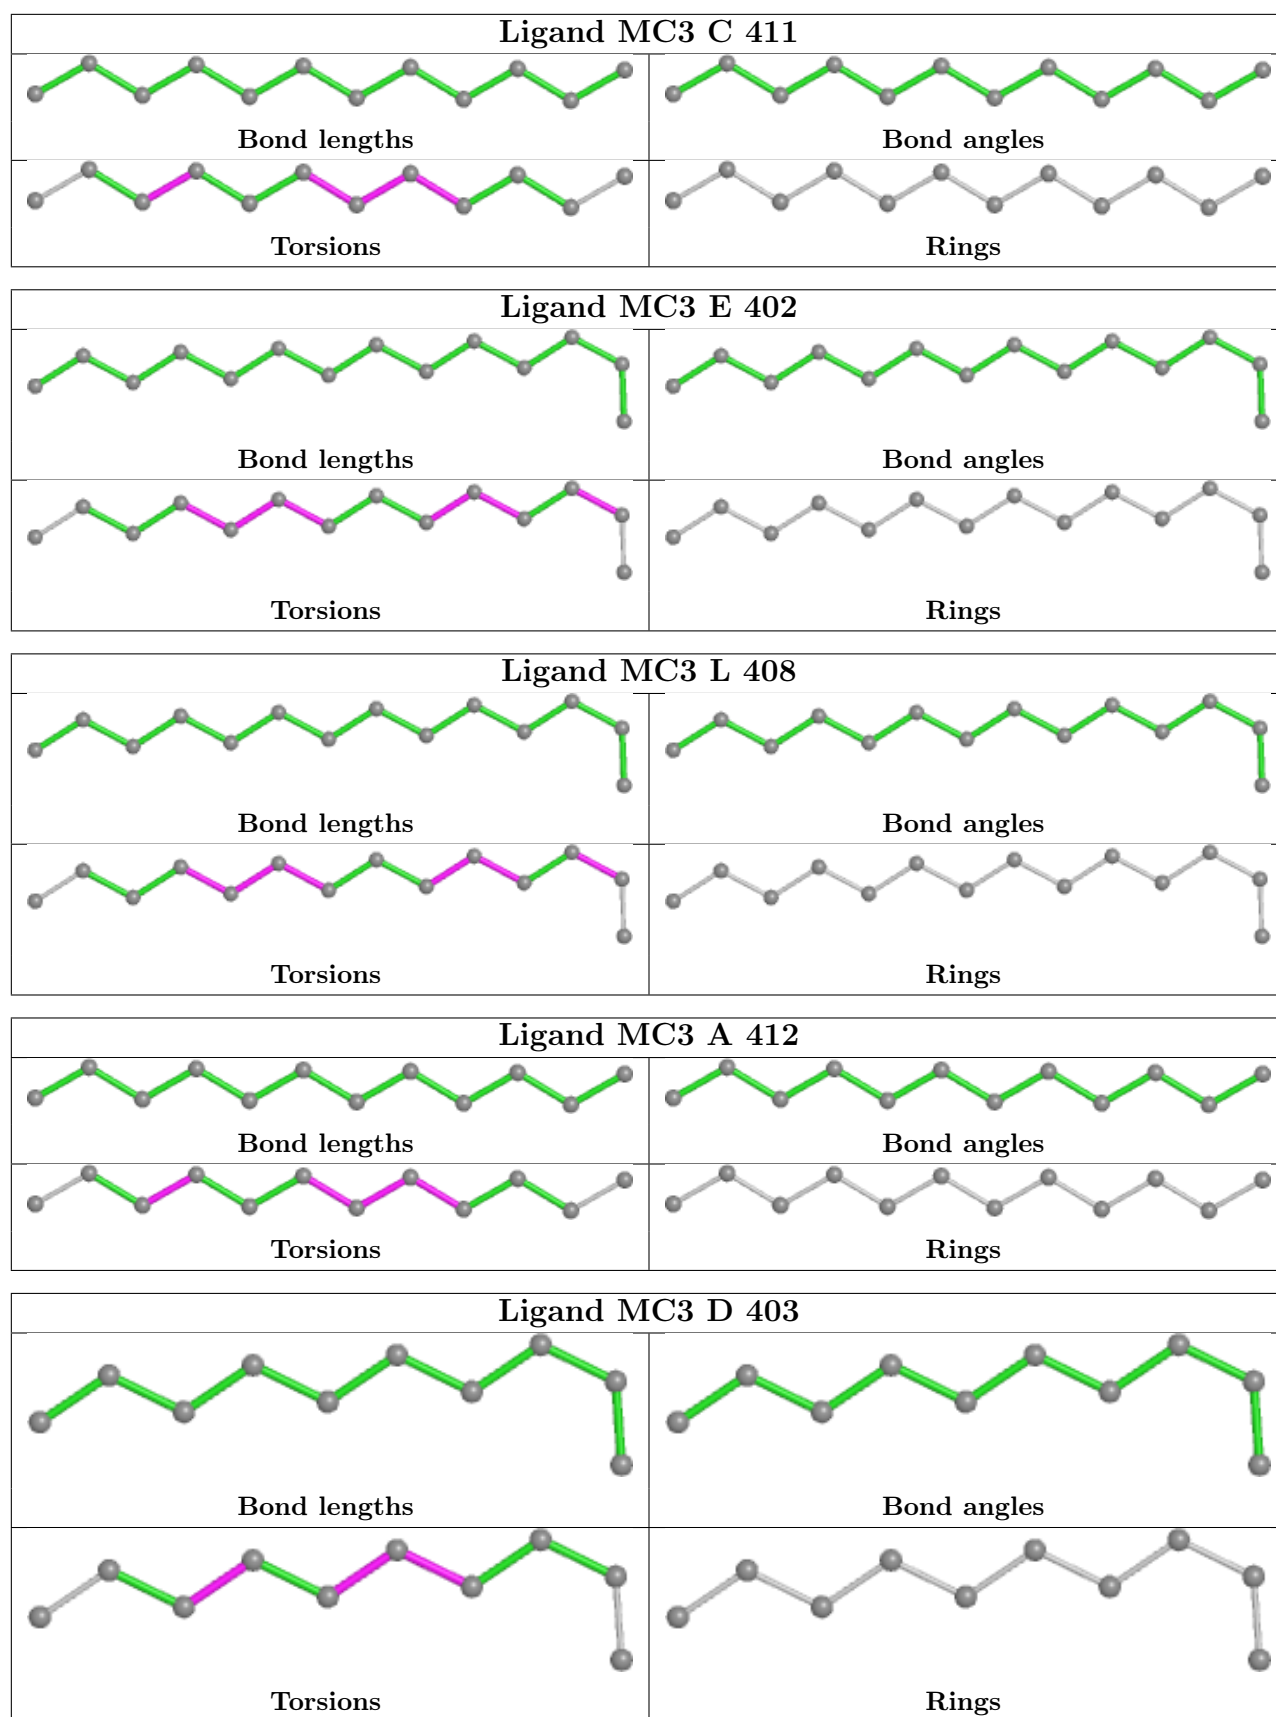 Ligand MC3 C 411
Bond lengths
Bond angles
Torsions
Rings
Ligand MC3 E 402
Bond lengths
Bond angles
Torsions
Rings
Ligand MC3 L 408
Bond lengths
Bond angles
Torsions
Rings
Ligand MC3 A 412
Bond lengths
Bond angles
Torsions
Rings
Ligand MC3 D 403
Bond lengths
Bond angles
Torsions
Rings